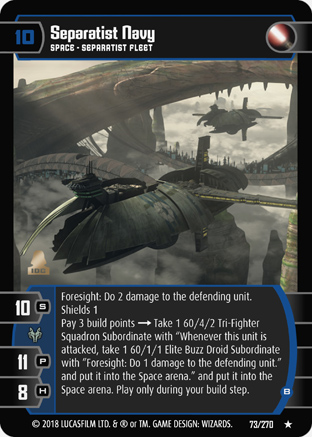 10
Separatist Navy
SPACE - SEPARATIST FLEET
100
10 S
11 P
8 H
Foresight: Do 2 damage to the defending unit.
Shields 1
Pay 3 build points → Take 1 60/4/2 Tri-Fighter
Squadron Subordinate with “Whenever this unit is
attacked, take 1 60/1/1 Elite Buzz Droid Subordinate
with “Foresight: Do 1 damage to the defending unit.”
and put it into the Space arena.” and put it into the
Space arena. Play only during your build step.
B
© 2018 LUCASFILM LTD. & ® or TM. GAME DESIGN: WIZARDS.
73/270 ★